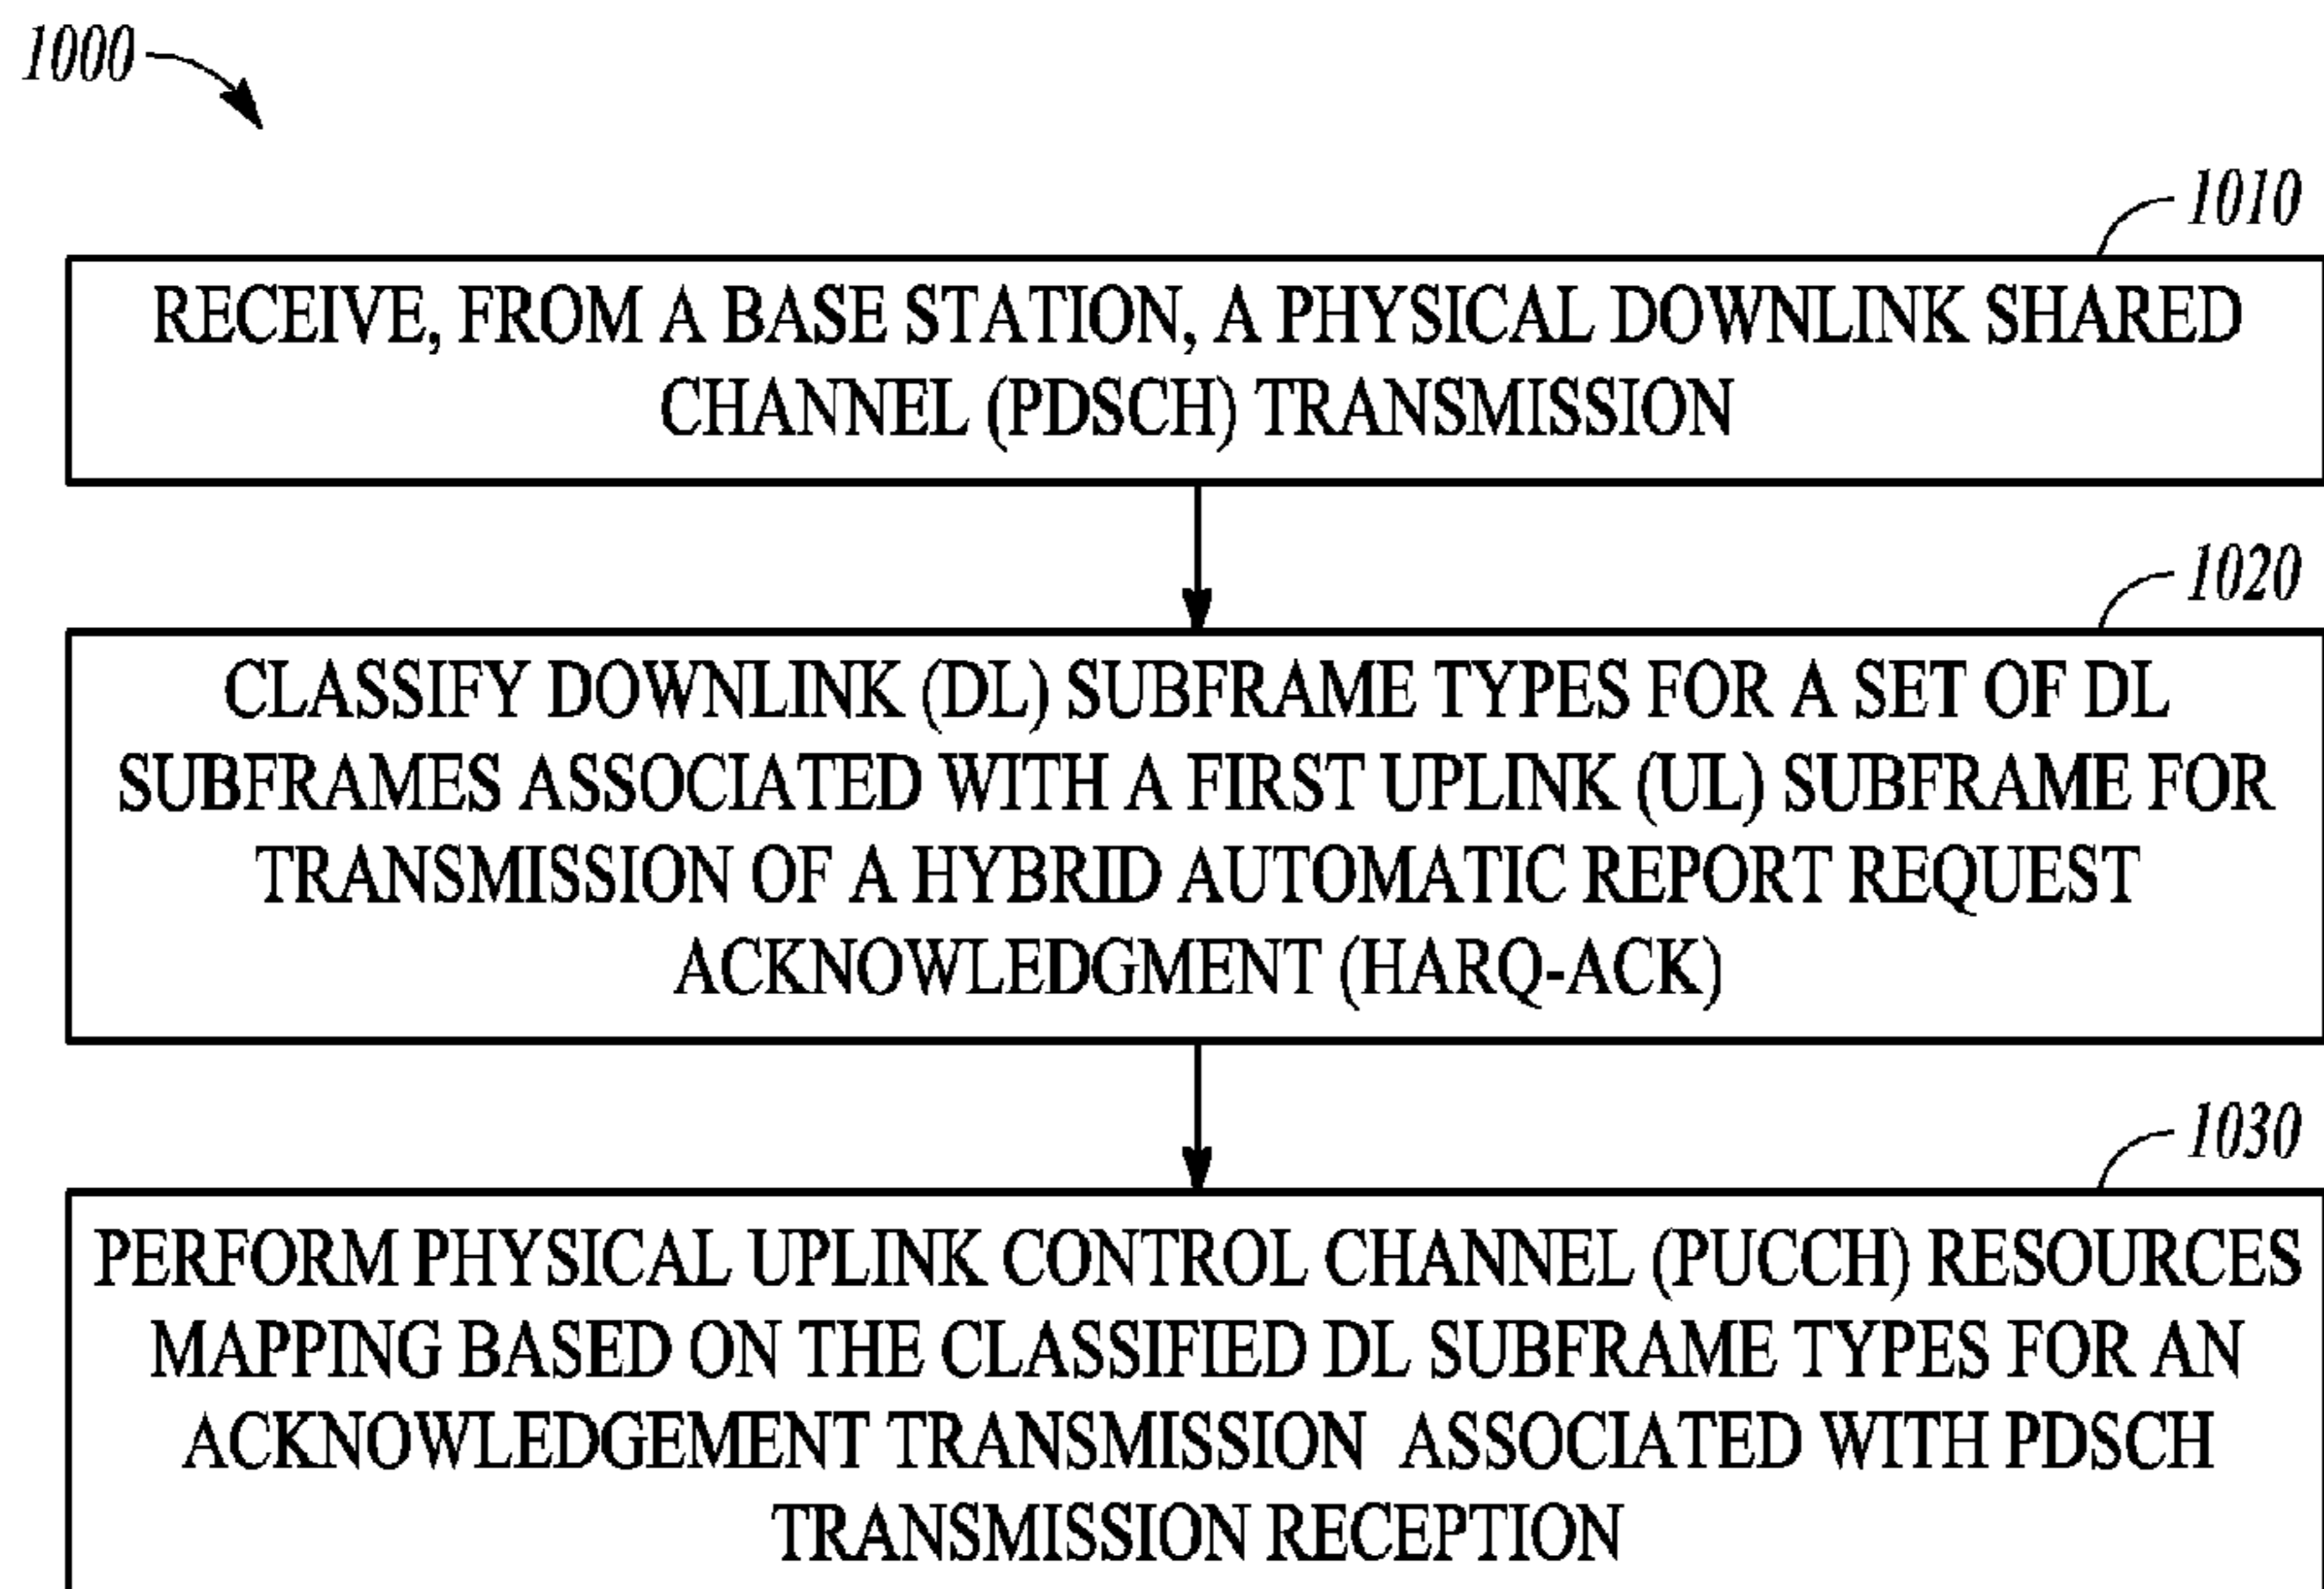 1000
1010
RECEIVE, FROM A BASE STATION, A PHYSICAL DOWNLINK SHARED
CHANNEL (PDSCH) TRANSMISSION
1020
CLASSIFY DOWNLINK (DL) SUBFRAME TYPES FOR A SET OF DL
SUBFRAMES ASSOCIATED WITH A FIRST UPLINK (UL) SUBFRAME FOR
TRANSMISSION OF A HYBRID AUTOMATIC REPORT REQUEST
ACKNOWLEDGMENT (HARQ-ACK)
1030
PERFORM PHYSICAL UPLINK CONTROL CHANNEL (PUCCH) RESOURCES
MAPPING BASED ON THE CLASSIFIED DL SUBFRAME TYPES FOR AN
ACKNOWLEDGEMENT TRANSMISSION ASSOCIATED WITH PDSCH
TRANSMISSION RECEPTION